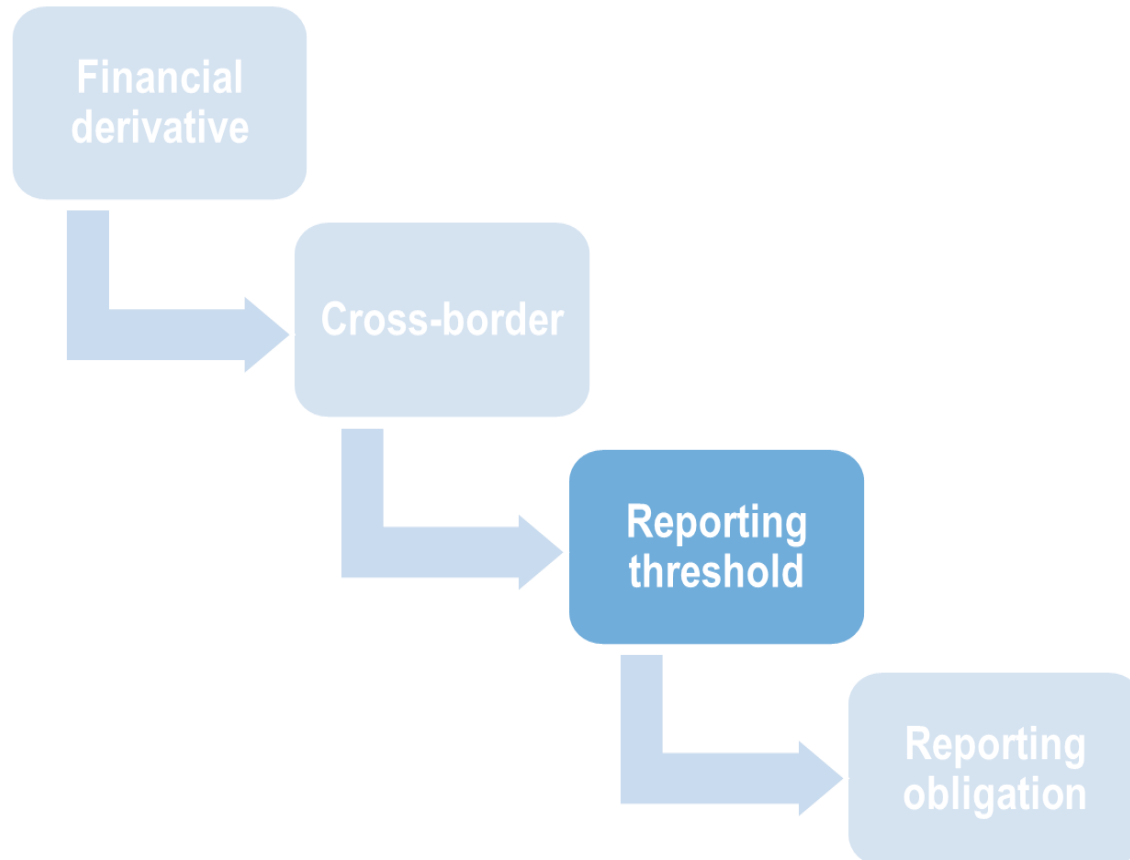 Financial
derivative
Cross-border
Reporting
threshold
Reporting
obligation